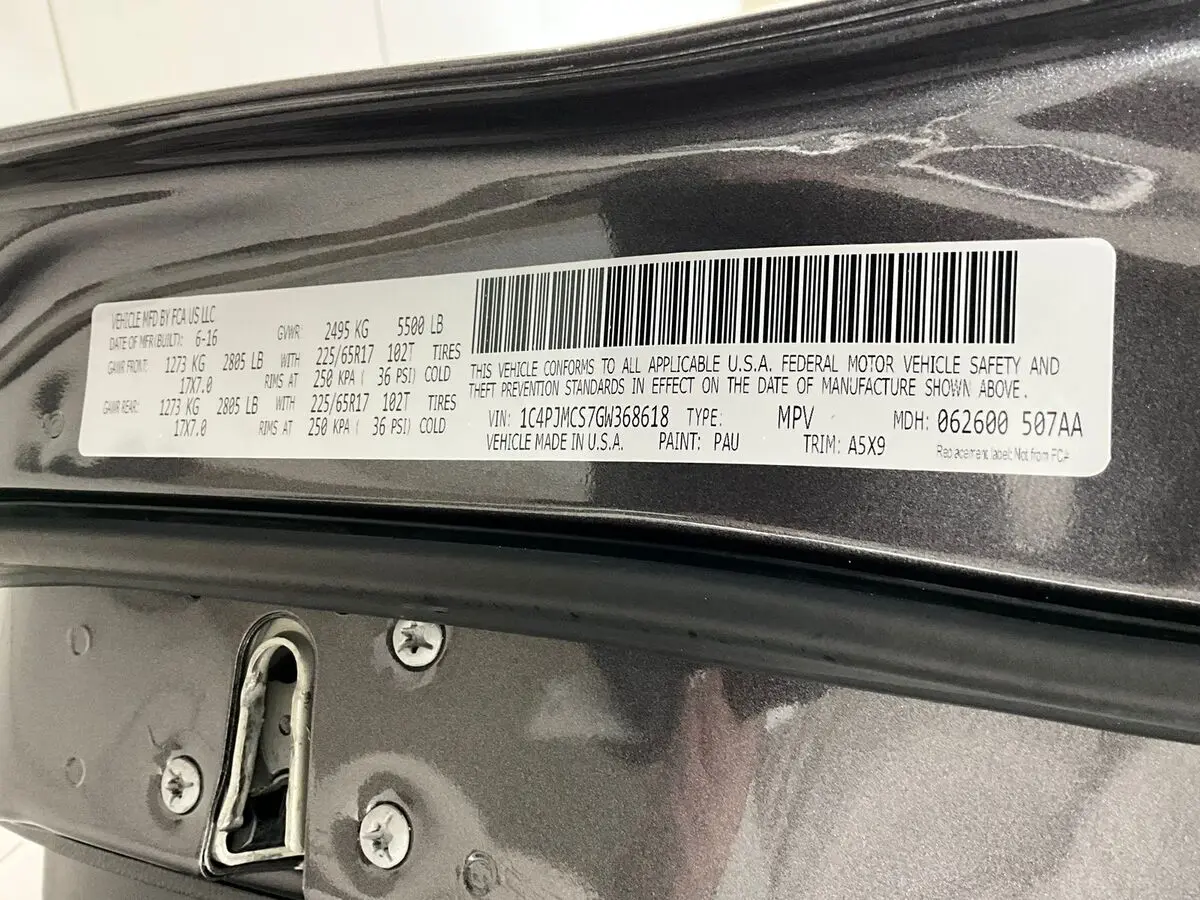 VEHICLE MFD BY FCA US LLC
DATE OF MFR(BUILT): 6-16 GVWR: 2495 KG 5500 LB
GAWR FRONT: 1273 KG 2805 LB WITH 225/65R17 102T TIRES
17X7.0 RIMS AT 250 KPA ( 36 PSI) COLD
GAWR REAR: 1273 KG 2805 LB WITH 225/65R17 102T TIRES
17X7.0 RIMS AT 250 KPA ( 36 PSI) COLD
THIS VEHICLE CONFORMS TO ALL APPLICABLE U.S.A. FEDERAL MOTOR VEHICLE SAFETY AND
THEFT PREVENTION STANDARDS IN EFFECT ON THE DATE OF MANUFACTURE SHOWN ABOVE.
VIN: 1C4PJMCS7GW368618 TYPE: MPV MDH: 062600 507AA
VEHICLE MADE IN U.S.A. PAINT: PAU TRIM: A5X9
Replacement label: Not from FCA